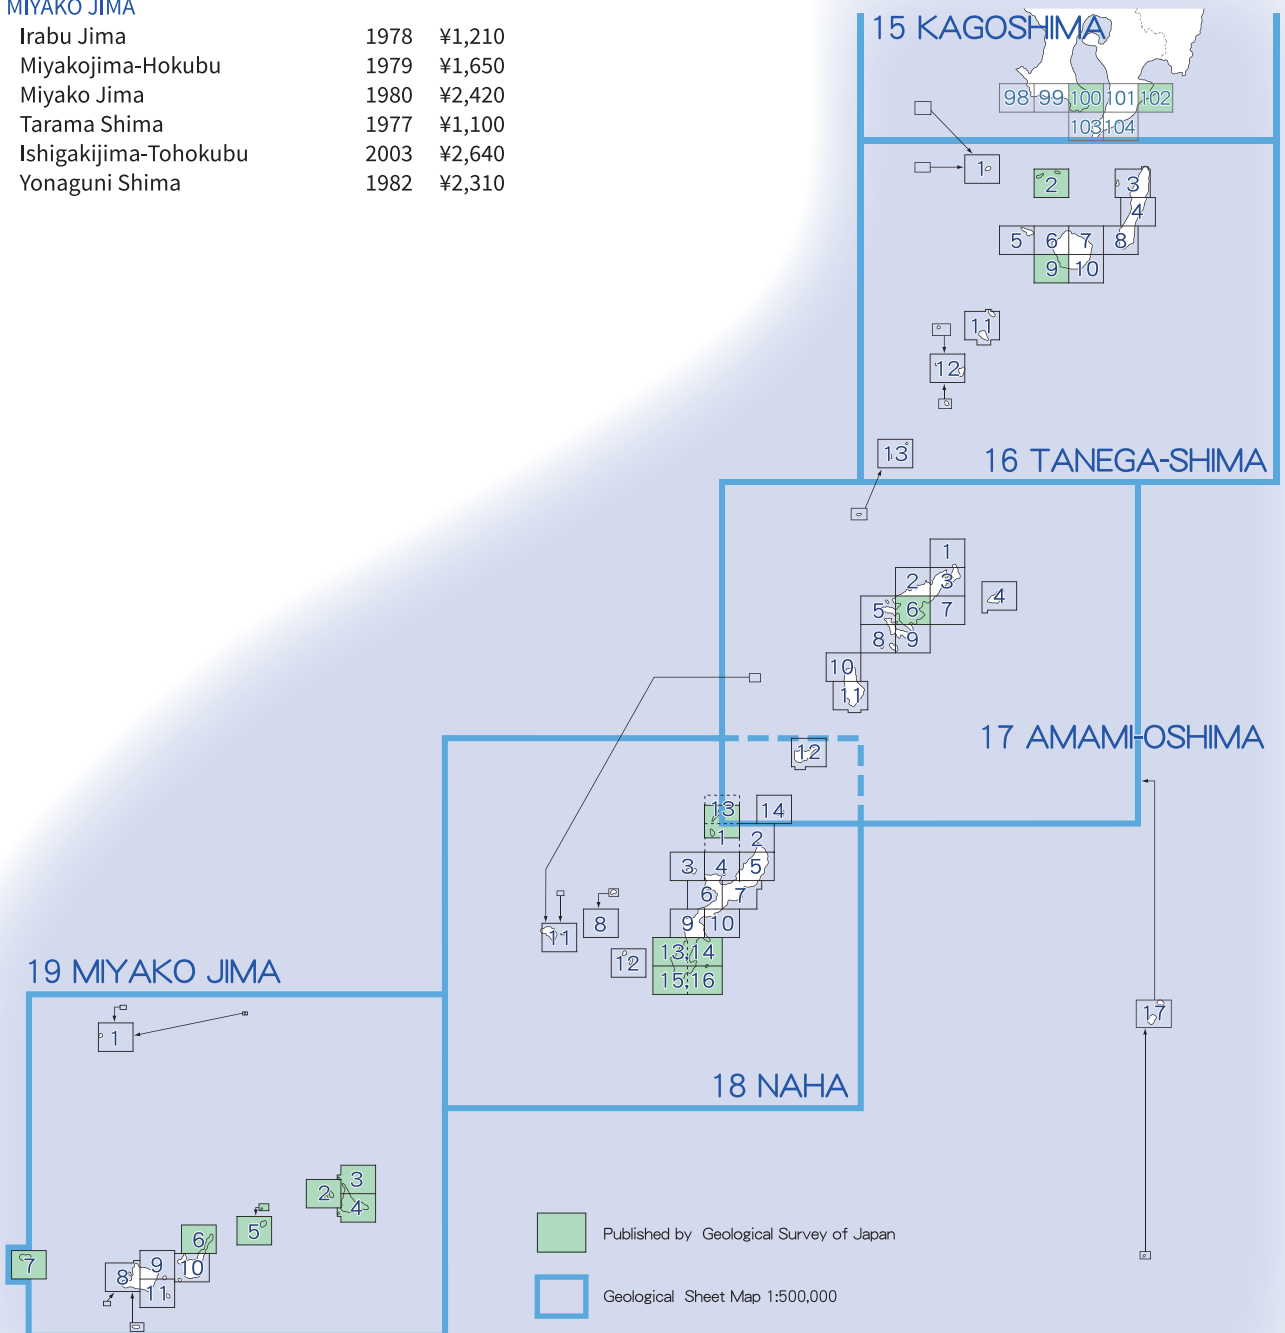 MIYAKO JIMA
Irabu Jima 1978 ¥1,210
Miyakojima-Hokubu 1979 ¥1,650
Miyako Jima 1980 ¥2,420
Tarama Shima 1977 ¥1,100
Ishigakijima-Tohokubu 2003 ¥2,640
Yonaguni Shima 1982 ¥2,310
15 KAGOSHIMA
98 99 100 101 102
103 104
1
2
3
4
5 6 7 8
9 10
11
12
13
16 TANEGA-SHIMA
1
2 3
4
5 6 7
8 9
10
11
17 AMAMI-OSHIMA
12
13 14
1 2
3 4 5
6 7
8
9 10
11
12
13,14
15,16
17
18 NAHA
19 MIYAKO JIMA
1
2
3
4
5
6
7
8
9
10
11
Published by Geological Survey of Japan
Geological Sheet Map 1:500,000